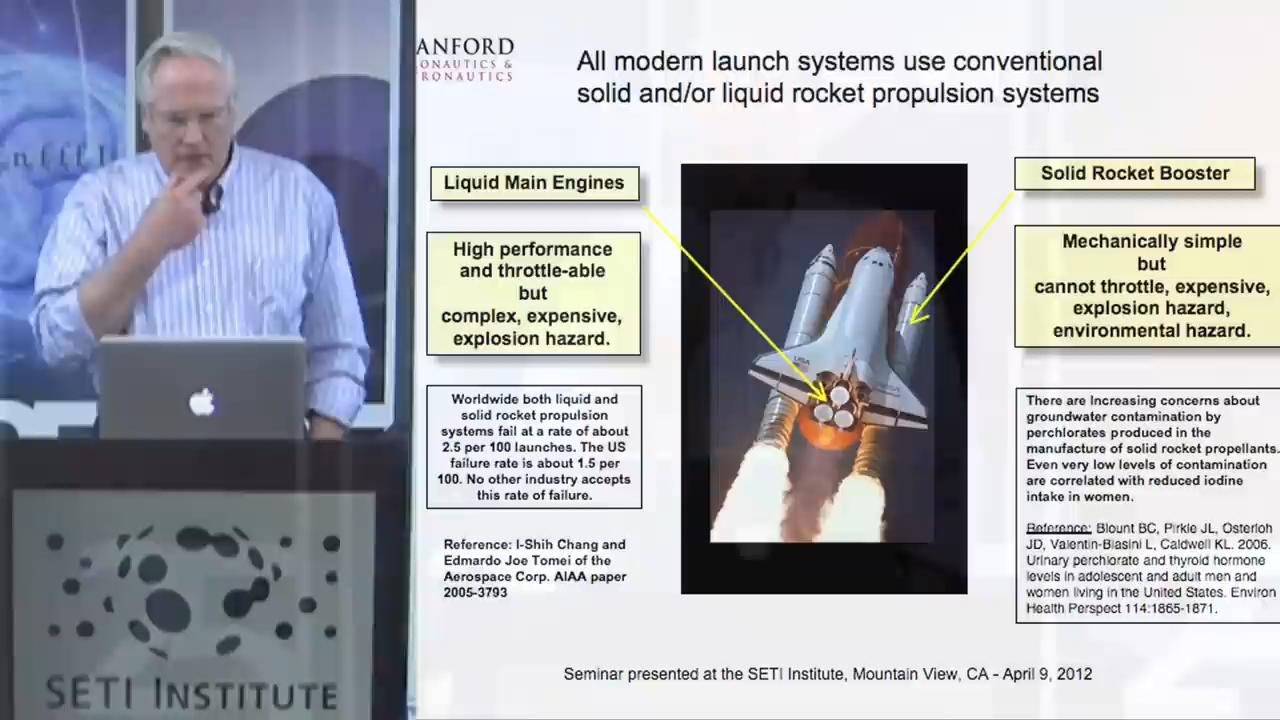 ANFORD
ONAUTICS &
RONAUTICS
All modern launch systems use conventional
solid and/or liquid rocket propulsion systems
Liquid Main Engines
Solid Rocket Booster
High performance
and throttle-able
but
complex, expensive,
explosion hazard.
Mechanically simple
but
cannot throttle, expensive,
explosion hazard,
environmental hazard.
USA
Worldwide both liquid and
solid rocket propulsion
systems fail at a rate of about
2.5 per 100 launches. The US
failure rate is about 1.5 per
100. No other industry accepts
this rate of failure.
There are Increasing concerns about
groundwater contamination by
perchlorates produced in the
manufacture of solid rocket propellants.
Even very low levels of contamination
are correlated with reduced iodine
intake in women.
Reference: Blount BC, Pirkle JL, Osterloh
JD, Valentin-Blasini L, Caldwell KL. 2006.
Urinary perchlorate and thyroid hormone
levels in adolescent and adult men and
women living in the United States. Environ
Health Perspect 114:1865-1871.
Reference: I-Shih Chang and
Edmardo Joe Tomei of the
Aerospace Corp. AIAA paper
2005-3793
Seminar presented at the SETI Institute, Mountain View, CA - April 9, 2012
SETI INSTITUTE